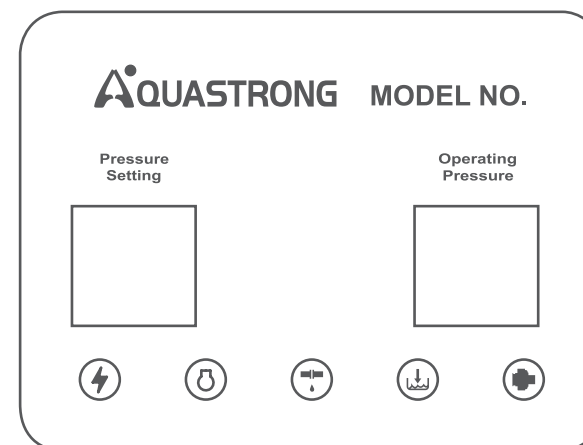 AQUASTRONG MODEL NO.
Pressure
Setting
Operating
Pressure